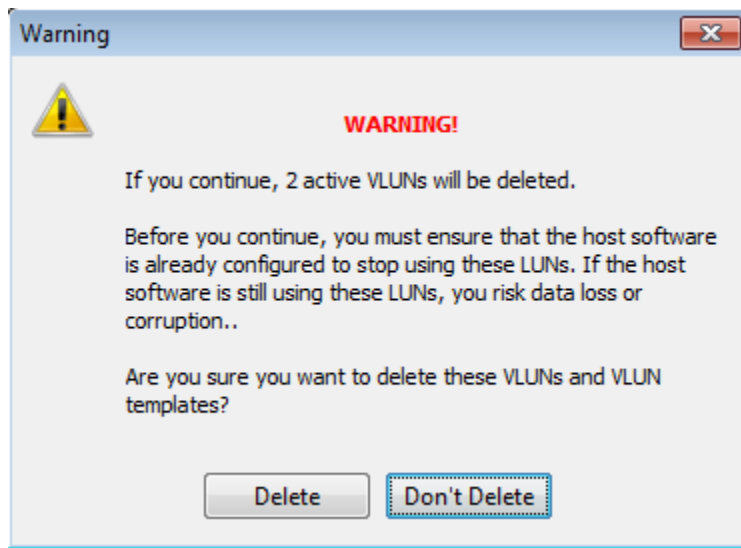 Warning
WARNING!
If you continue, 2 active VLUNs will be deleted.
Before you continue, you must ensure that the host software
is already configured to stop using these LUNs. If the host
software is still using these LUNs, you risk data loss or
corruption..
Are you sure you want to delete these VLUNs and VLUN
templates?
Delete
Don't Delete